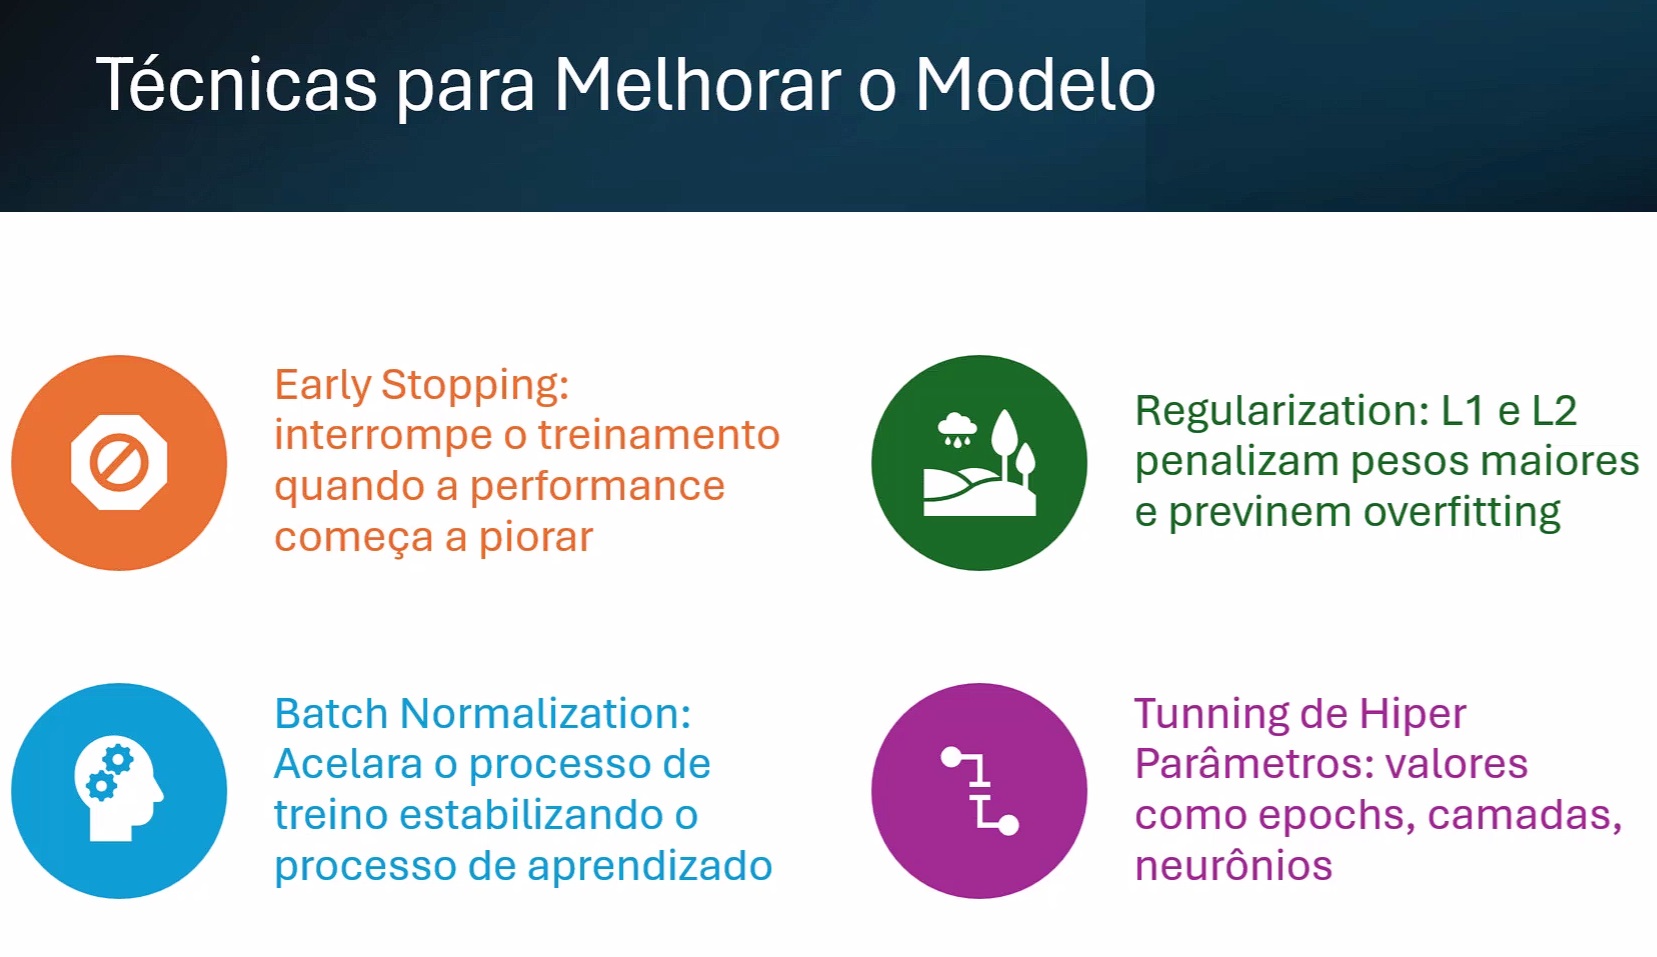 Técnicas para Melhorar o Modelo
Early Stopping:
interrompe o treinamento
quando a performance
começa a piorar
Regularization: L1 e L2
penalizam pesos maiores
e previnem overfitting
Batch Normalization:
Acelara o processo de
treino estabilizando o
processo de aprendizado
Tunning de Hiper
Parâmetros: valores
como epochs, camadas,
neurônios